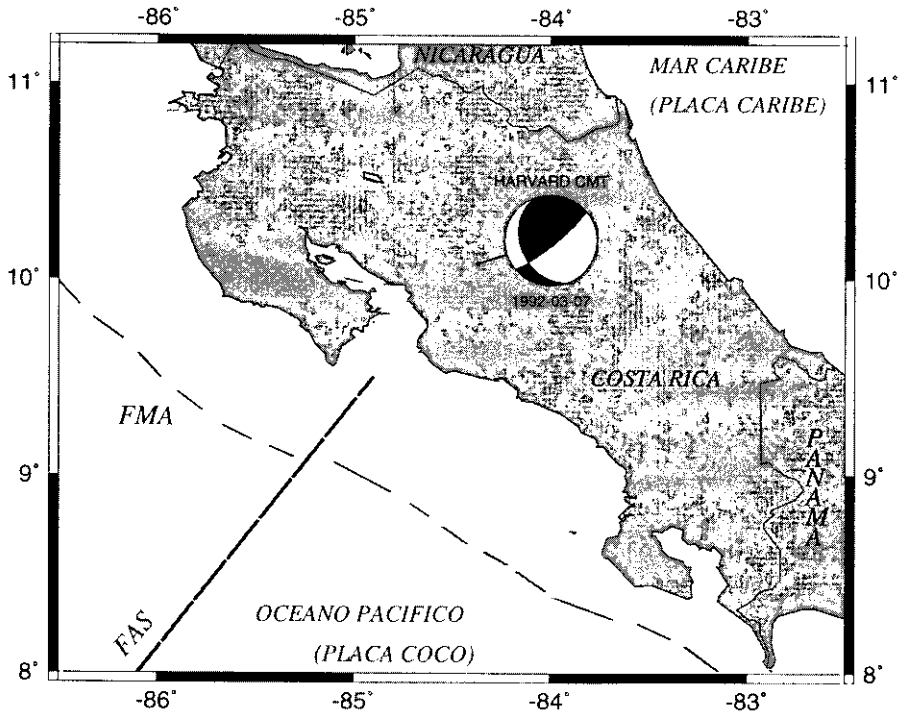 -86°
-85°
-84°
-83°
11°
NICARAGUA
MAR CARIBE
(PLACA CARIBE)
11°
HARVARD CMT
10°
10°
1992-03-07
COSTA RICA
FMA
PANAMA
9°
9°
FAS
OCEANO PACIFICO
(PLACA COCO)
8°
8°
-86°
-85°
-84°
-83°